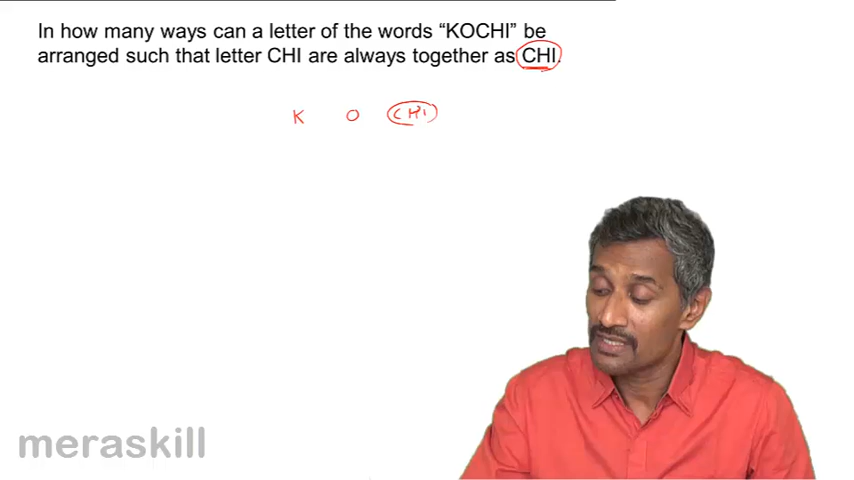 In how many ways can a letter of the words “KOCHI” be
arranged such that letter CHI are always together as CHI.
K O CHI
meraskill